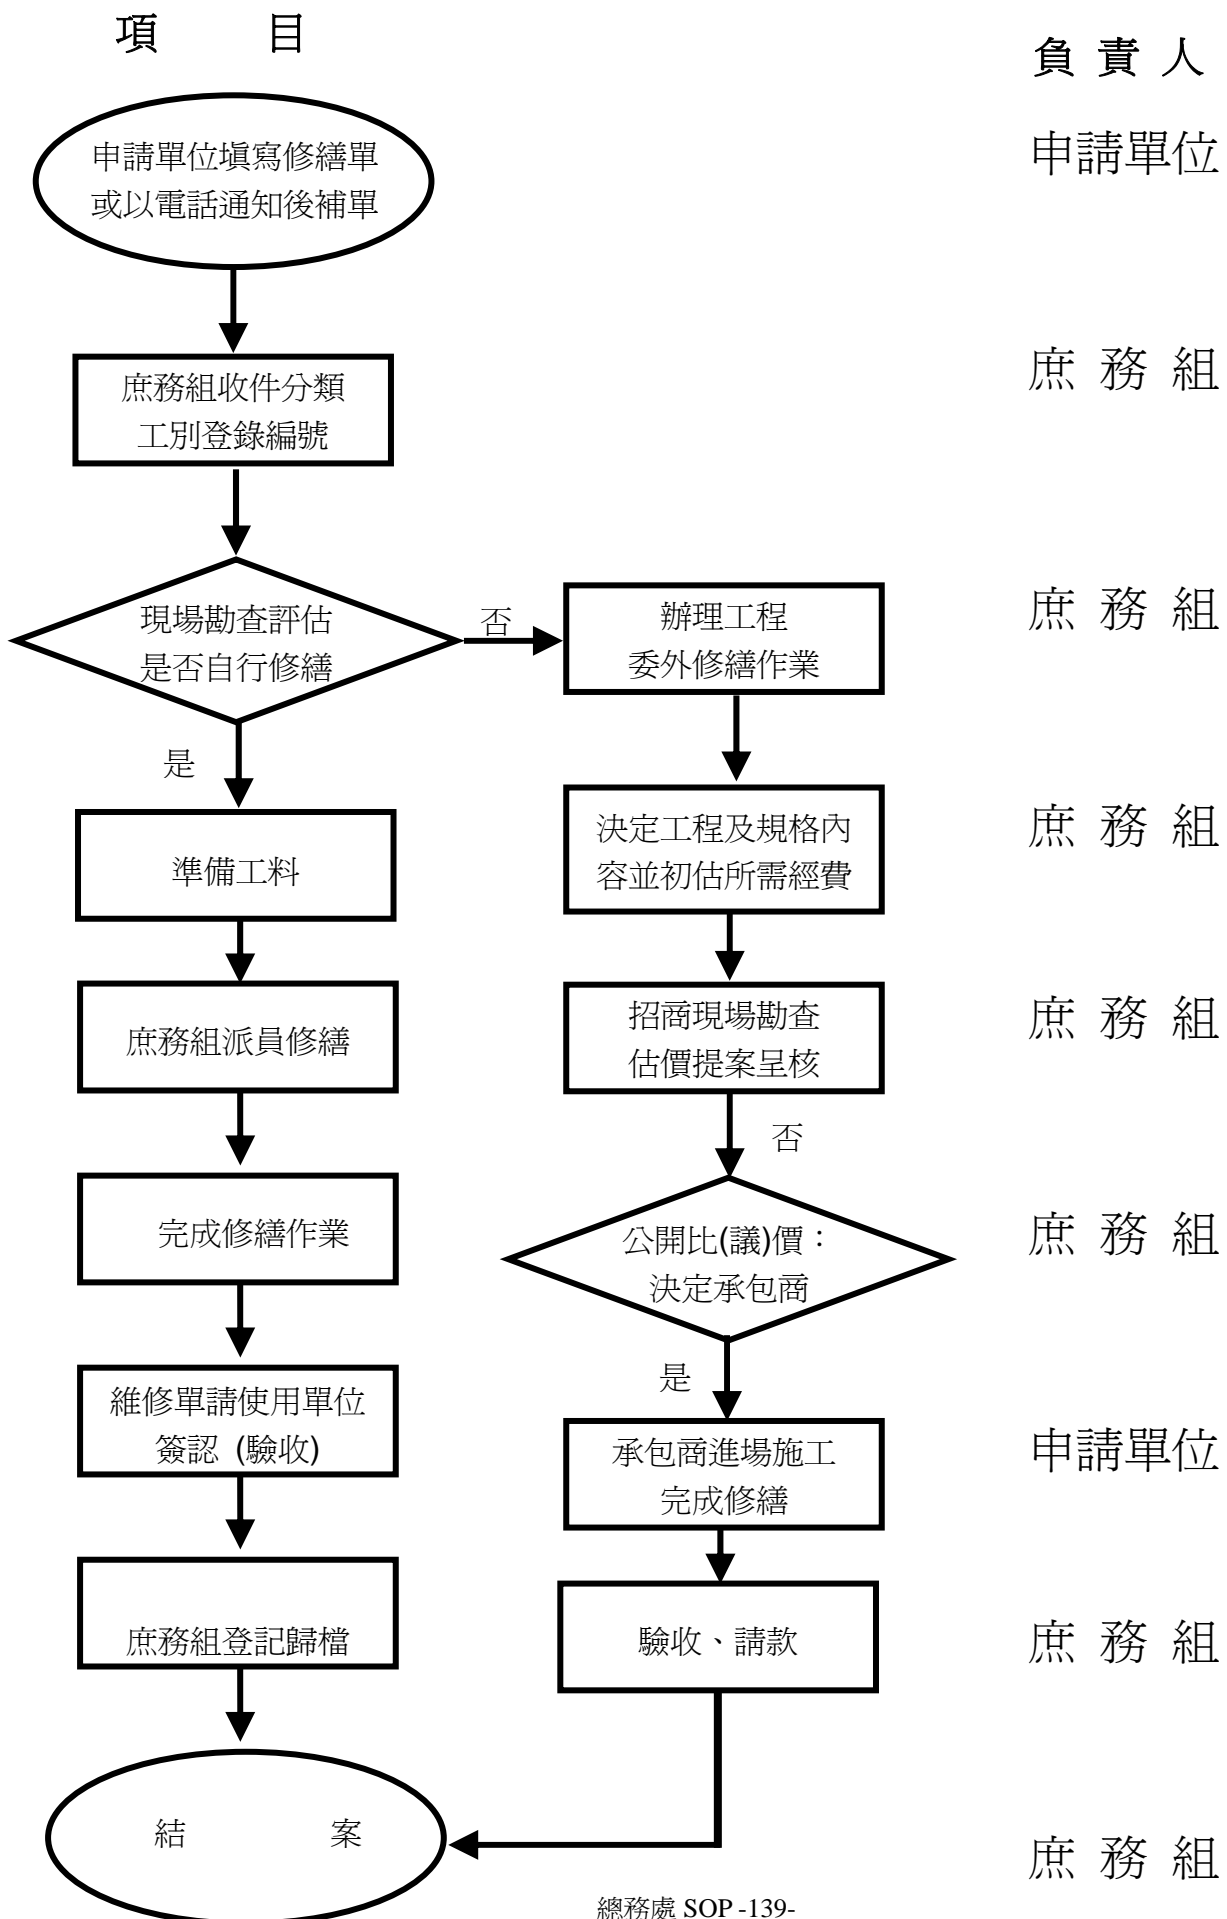 項 目
負 責 人
申請單位填寫修繕單
或以電話通知後補單
申請單位
庶務組收件分類
工別登錄編號
庶 務 組
現場勘查評估
是否自行修繕
否
辦理工程
委外修繕作業
庶 務 組
是
準備工料
決定工程及規格內
容並初估所需經費
庶 務 組
庶務組派員修繕
招商現場勘查
估價提案呈核
庶 務 組
否
完成修繕作業
公開比(議)價：
決定承包商
庶 務 組
是
維修單請使用單位
簽認 (驗收)
承包商進場施工
完成修繕
申請單位
庶務組登記歸檔
驗收、請款
庶 務 組
結 案
庶 務 組
總務處 SOP -139-